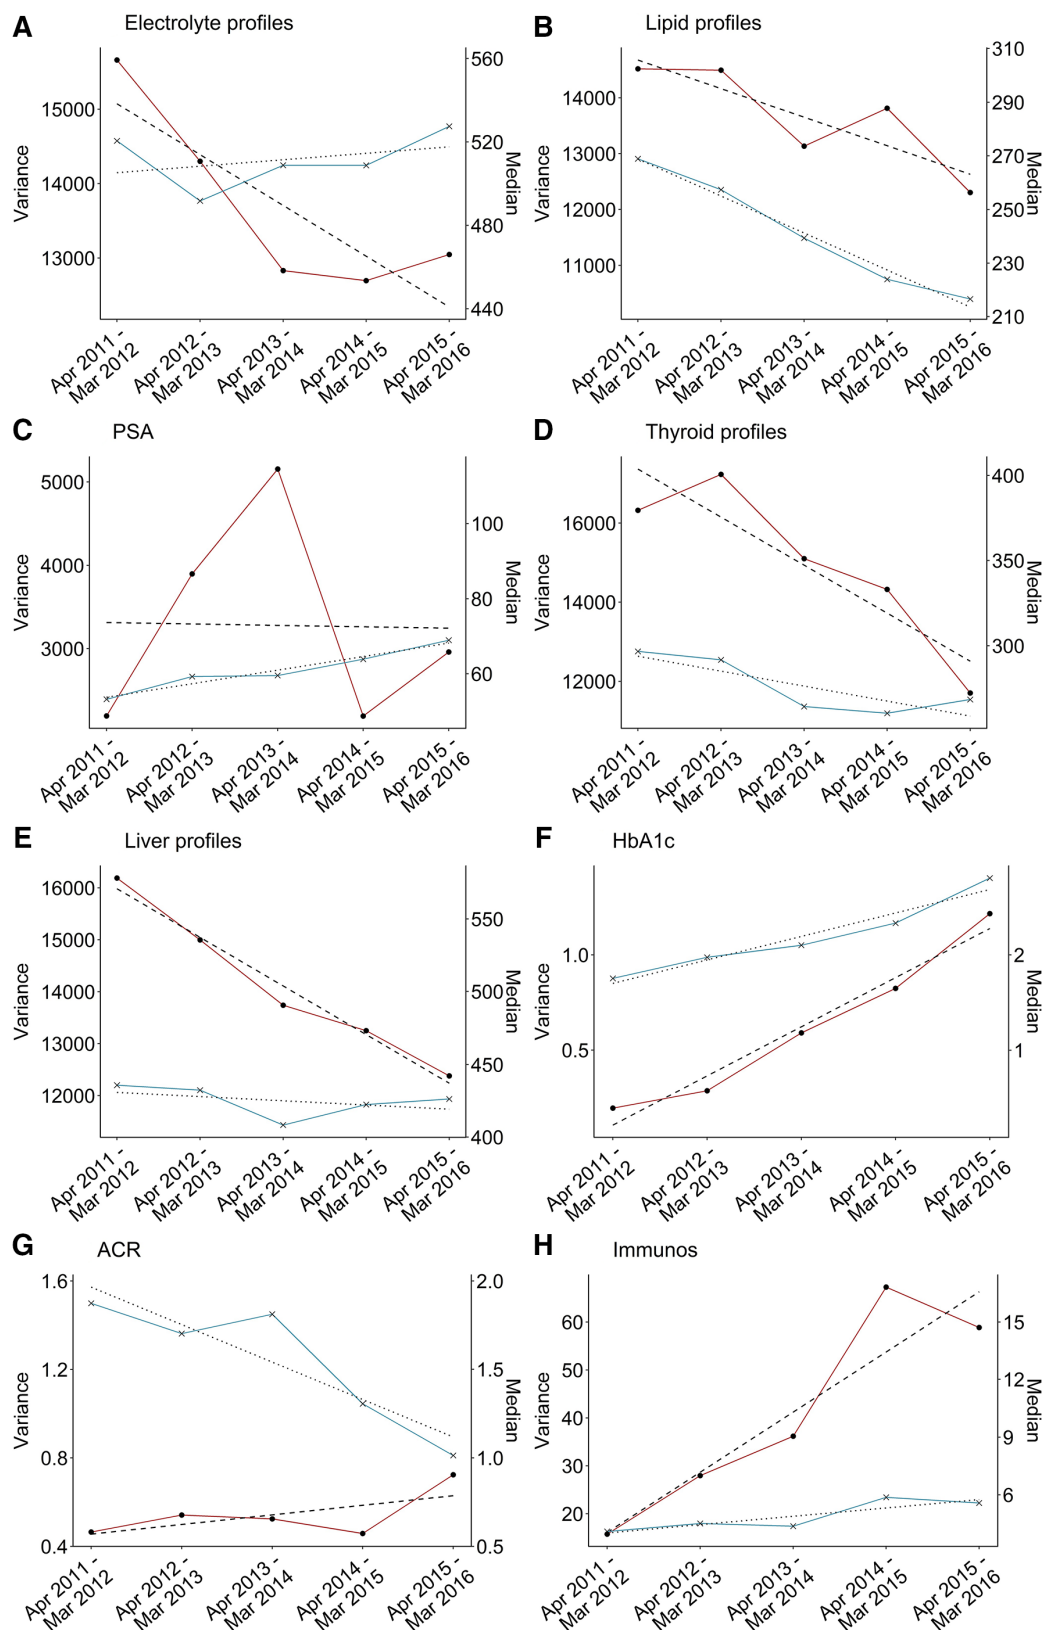 A Electrolyte profiles
Variance
15000
14000
13000
560
520
480
440
Median
Apr 2011 -
Mar 2012
Apr 2012 -
Mar 2013
Apr 2013 -
Mar 2014
Apr 2014 -
Mar 2015
Apr 2015 -
Mar 2016
B Lipid profiles
Variance
14000
13000
12000
11000
310
290
270
250
230
210
Median
Apr 2011 -
Mar 2012
Apr 2012 -
Mar 2013
Apr 2013 -
Mar 2014
Apr 2014 -
Mar 2015
Apr 2015 -
Mar 2016
C PSA
Variance
5000
4000
3000
100
80
60
Median
Apr 2011 -
Mar 2012
Apr 2012 -
Mar 2013
Apr 2013 -
Mar 2014
Apr 2014 -
Mar 2015
Apr 2015 -
Mar 2016
D Thyroid profiles
Variance
16000
14000
12000
400
350
300
Median
Apr 2011 -
Mar 2012
Apr 2012 -
Mar 2013
Apr 2013 -
Mar 2014
Apr 2014 -
Mar 2015
Apr 2015 -
Mar 2016
E Liver profiles
Variance
16000
15000
14000
13000
12000
550
500
450
400
Median
Apr 2011 -
Mar 2012
Apr 2012 -
Mar 2013
Apr 2013 -
Mar 2014
Apr 2014 -
Mar 2015
Apr 2015 -
Mar 2016
F HbA1c
Variance
1.0
0.5
2
1
Median
Apr 2011 -
Mar 2012
Apr 2012 -
Mar 2013
Apr 2013 -
Mar 2014
Apr 2014 -
Mar 2015
Apr 2015 -
Mar 2016
G ACR
Variance
1.6
1.2
0.8
0.4
2.0
1.5
1.0
0.5
Median
Apr 2011 -
Mar 2012
Apr 2012 -
Mar 2013
Apr 2013 -
Mar 2014
Apr 2014 -
Mar 2015
Apr 2015 -
Mar 2016
H Immunos
Variance
60
50
40
30
20
15
12
9
6
Median
Apr 2011 -
Mar 2012
Apr 2012 -
Mar 2013
Apr 2013 -
Mar 2014
Apr 2014 -
Mar 2015
Apr 2015 -
Mar 2016